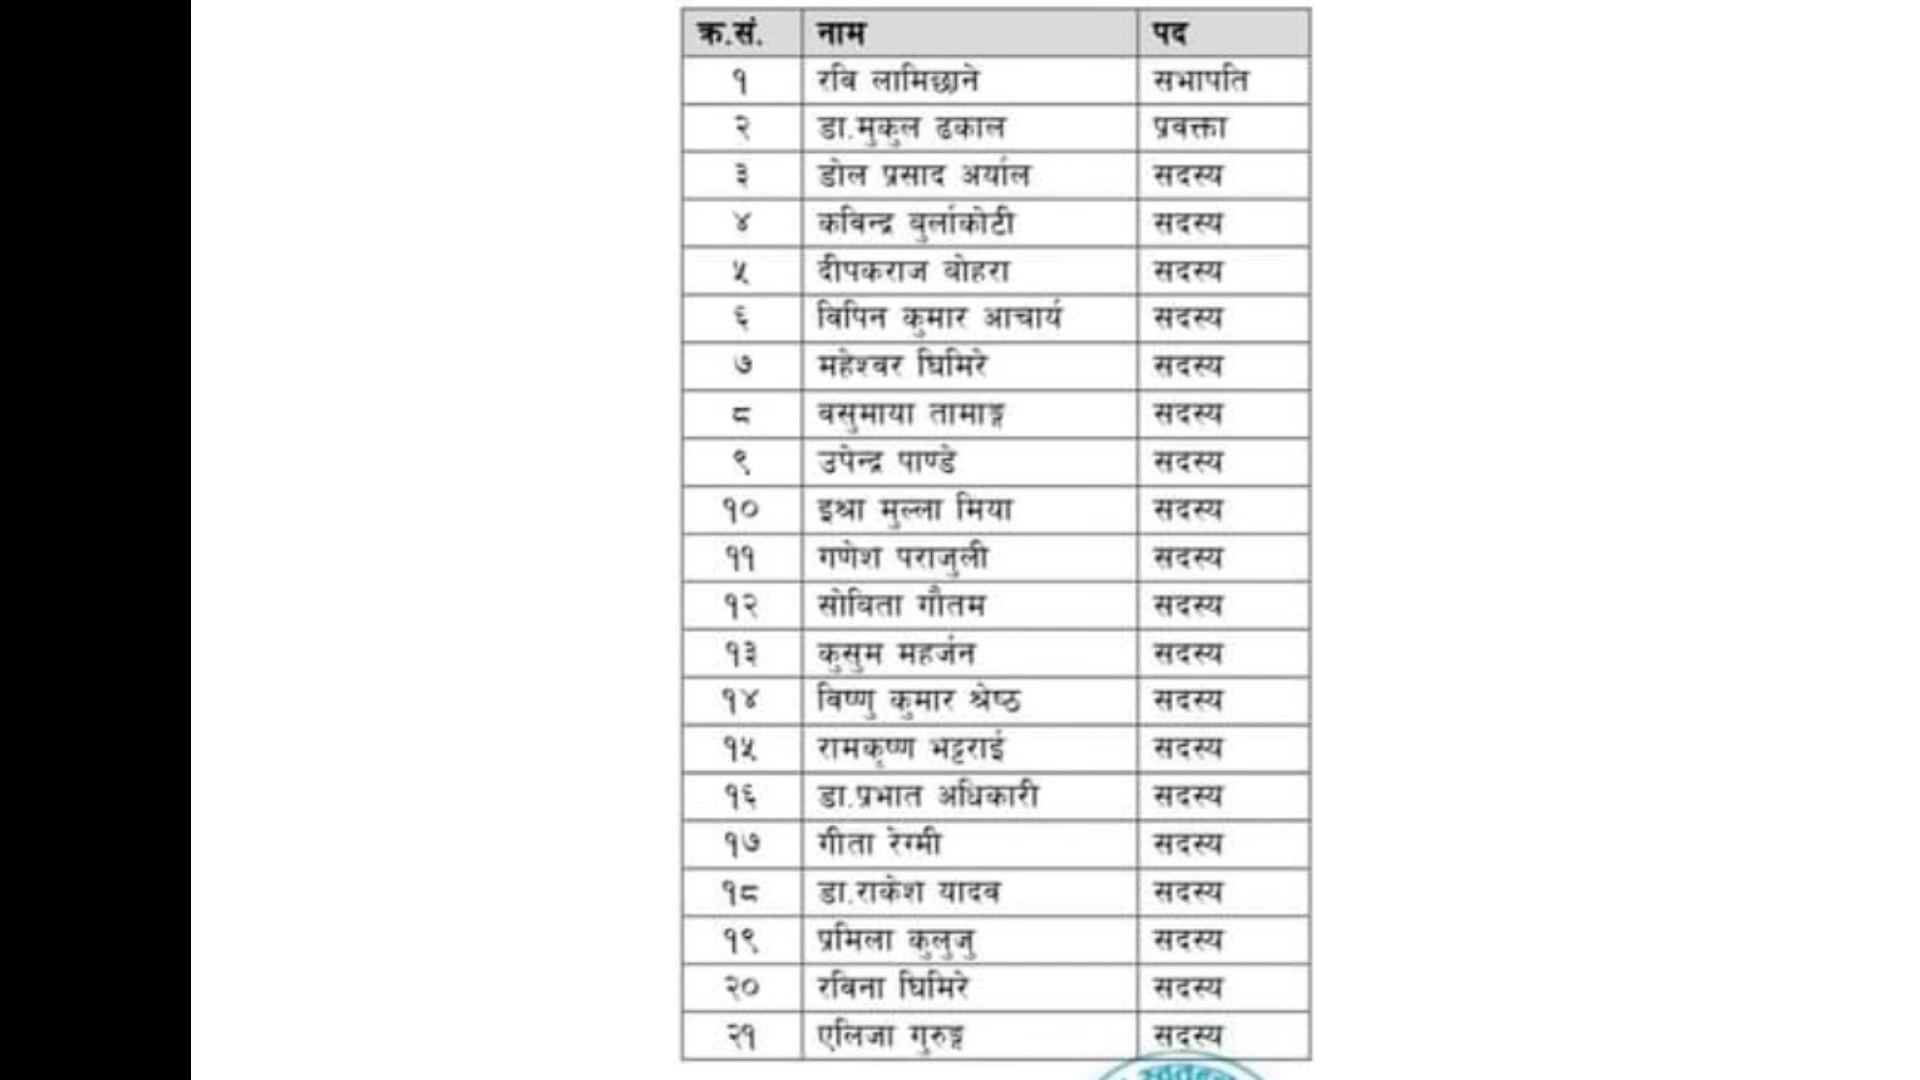 क्र.सं. नाम पद
१ रवि लामिछाने सभापति
२ डा.मुकुल ढकाल प्रवक्ता
३ डोल प्रसाद अर्याल सदस्य
४ कविन्द्र बुर्लाकोटी सदस्य
५ दीपकराज बोहरा सदस्य
६ विपिन कुमार आचार्य सदस्य
७ महेश्वर घिमिरे सदस्य
८ बसुमाया तामाङ्ग सदस्य
९ उपेन्द्र पाण्डे सदस्य
१० इश्रा मुल्ला मिया सदस्य
११ गणेश पराजुली सदस्य
१२ सोबिता गौतम सदस्य
१३ कुसुम महर्जन सदस्य
१४ विष्णु कुमार श्रेष्ठ सदस्य
१५ रामकृष्ण भट्टराई सदस्य
१६ डा.प्रभात अधिकारी सदस्य
१७ गीता रेग्मी सदस्य
१८ डा.राकेश यादव सदस्य
१९ प्रमिला कुलुजु सदस्य
२० रबिना घिमिरे सदस्य
२१ एलिजा गुरुङ्ग सदस्य